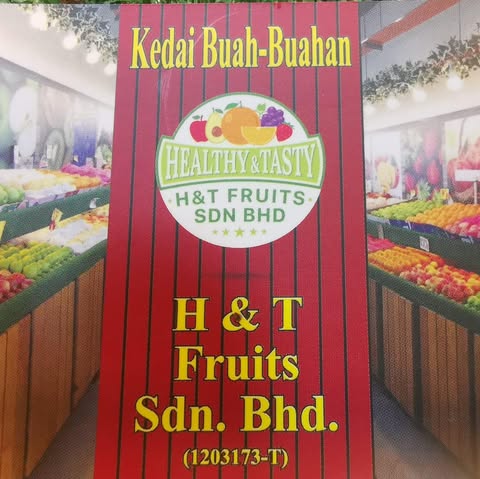 Kedai Buah-Buahan
HEALTHY & TASTY
H&T FRUITS
SDN BHD
H & T
Fruits
Sdn. Bhd.
(1203173-T)